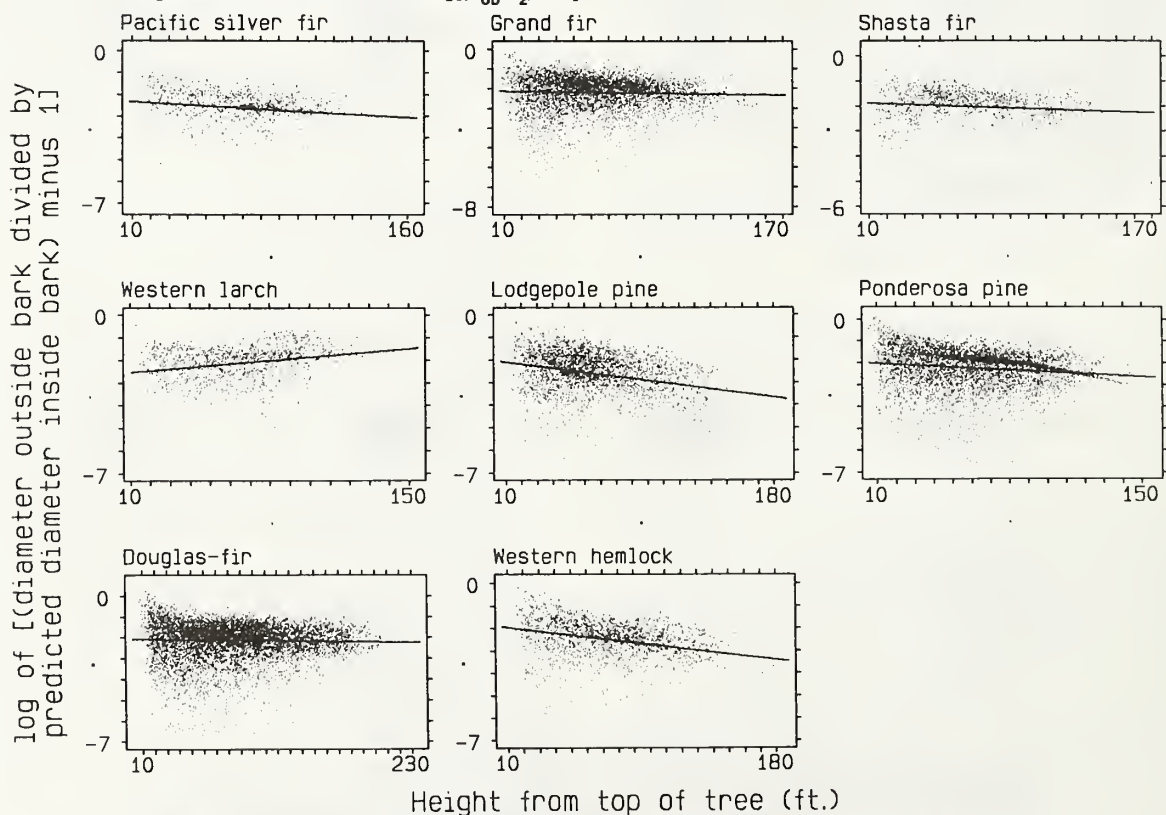 Pacific silver fir
Grand fir
Shasta fir
0
-7
10
160
0
-8
10
170
0
-6
10
170
Western larch
Lodgepole pine
Ponderosa pine
0
-7
10
150
0
-7
10
180
0
-7
10
150
Douglas-fir
Western hemlock
0
-7
10
230
0
-7
10
180
log of [(diameter outside bark divided by
predicted diameter inside bark) minus 1]
Height from top of tree (ft.)